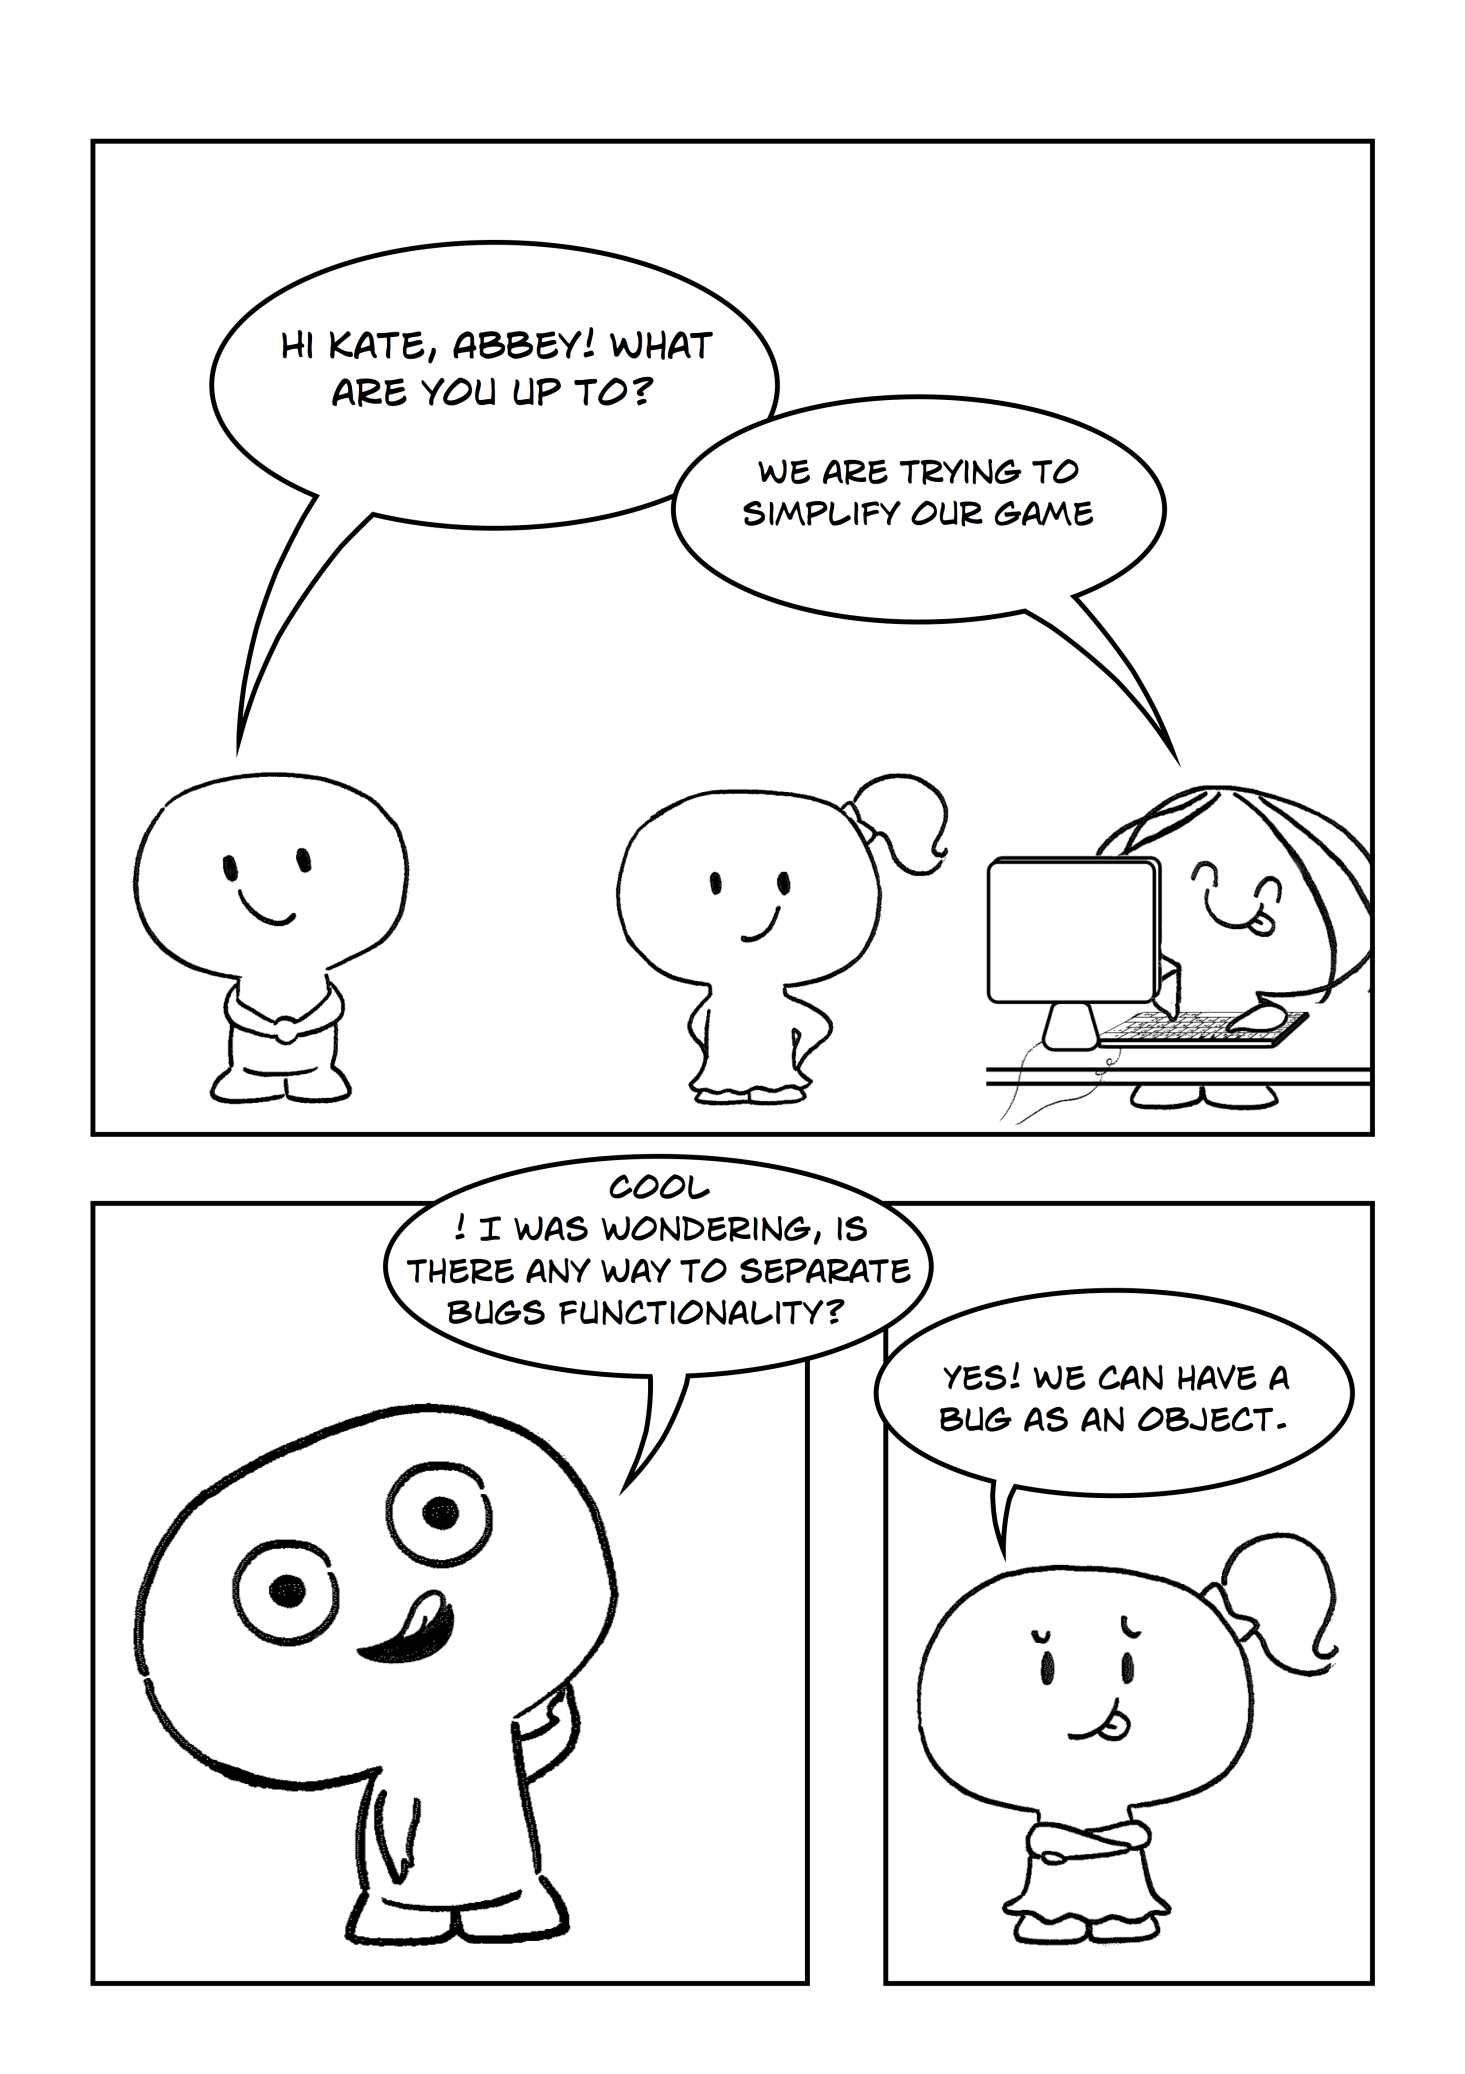 HI KATE, ABBEY! WHAT
ARE YOU UP TO?
WE ARE TRYING TO
SIMPLIFY OUR GAME
COOL
! I WAS WONDERING, IS
THERE ANY WAY TO SEPARATE
BUGS FUNCTIONALITY?
YES! WE CAN HAVE A
BUG AS AN OBJECT.